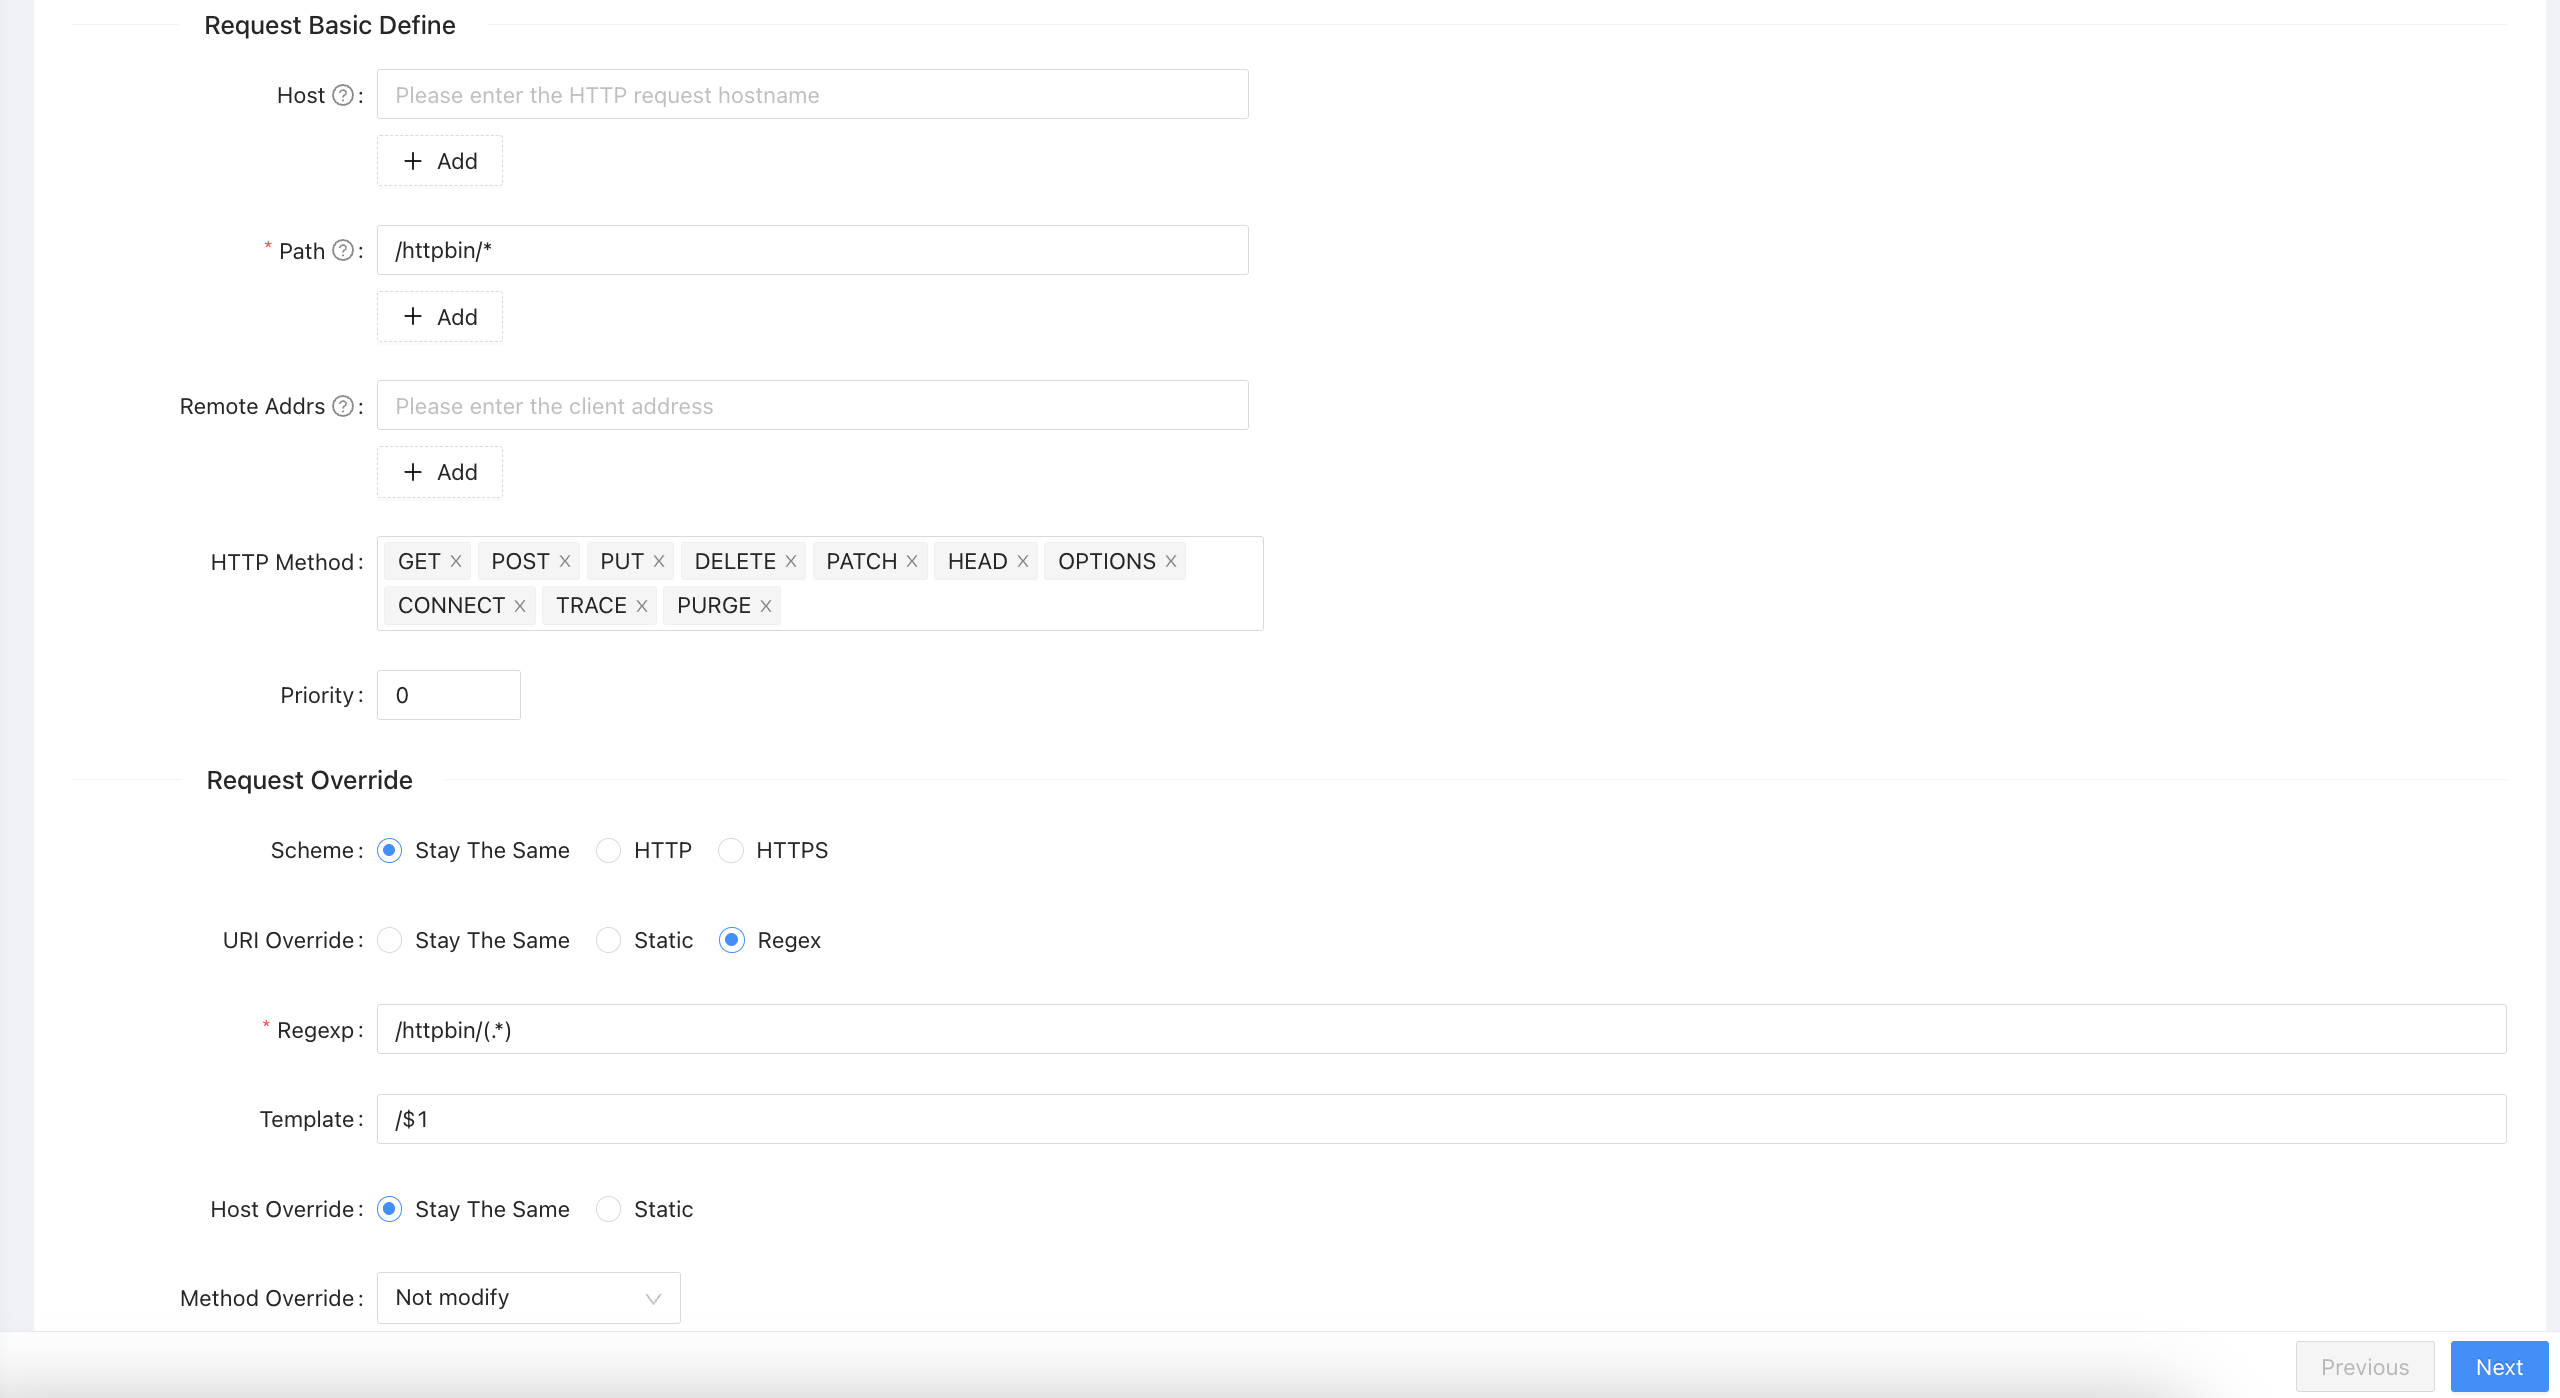 Request Basic Define
Host ? : Please enter the HTTP request hostname
+ Add
* Path ? : /httpbin/*
+ Add
Remote Addrs ? : Please enter the client address
+ Add
HTTP Method : GET × POST × PUT × DELETE × PATCH × HEAD × OPTIONS ×
CONNECT × TRACE × PURGE ×
Priority : 0
Request Override
Scheme : Stay The Same HTTP HTTPS
URI Override : Stay The Same Static Regex
* Regexp : /httpbin/(.*)
Template : /$1
Host Override : Stay The Same Static
Method Override : Not modify
Previous Next